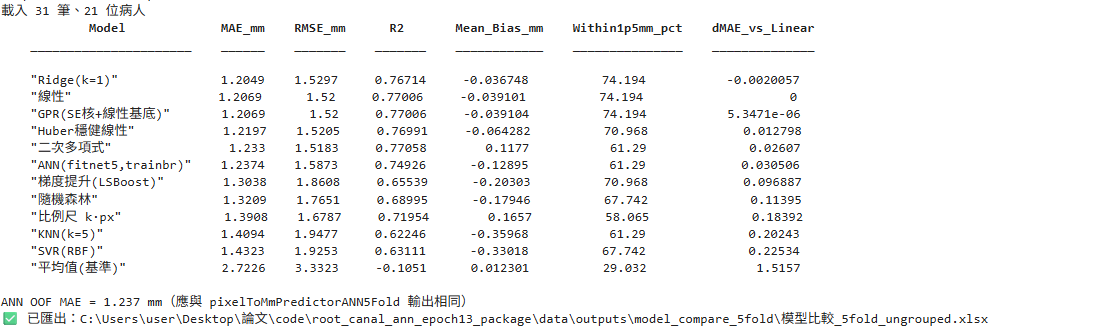 載入 31 筆、21 位病人
Model MAE_mm RMSE_mm R2 Mean_Bias_mm Within1p5mm_pct dMAE_vs_Linear
"Ridge(k=1)" 1.2049 1.5297 0.76714 -0.036748 74.194 -0.0020057
"線性" 1.2069 1.52 0.77006 -0.039101 74.194 0
"GPR(SE核+線性基底)" 1.2069 1.52 0.77006 -0.039104 74.194 5.3471e-06
"Huber穩健線性" 1.2197 1.5205 0.76991 -0.064282 70.968 0.012798
"二次多項式" 1.233 1.5183 0.77058 0.1177 61.29 0.02607
"ANN(fitnet5,trainbr)" 1.2374 1.5873 0.74926 -0.12895 61.29 0.030506
"梯度提升(LSBoost)" 1.3038 1.8608 0.65539 -0.20303 70.968 0.096887
"隨機森林" 1.3209 1.7651 0.68995 -0.17946 67.742 0.11395
"比例尺 k·px" 1.3908 1.6787 0.71954 0.1657 58.065 0.18392
"KNN(k=5)" 1.4094 1.9477 0.62246 -0.35968 61.29 0.20243
"SVR(RBF)" 1.4323 1.9253 0.63111 -0.33018 67.742 0.22534
"平均值(基準)" 2.7226 3.3323 -0.1051 0.012301 29.032 1.5157
ANN OOF MAE = 1.237 mm（應與 pixelToMmPredictorANN5Fold 輸出相同）
✅ 已匯出：C:\Users\user\Desktop\論文\code\root_canal_ann_epoch13_package\data\outputs\model_compare_5fold\模型比較_5fold_ungrouped.xlsx